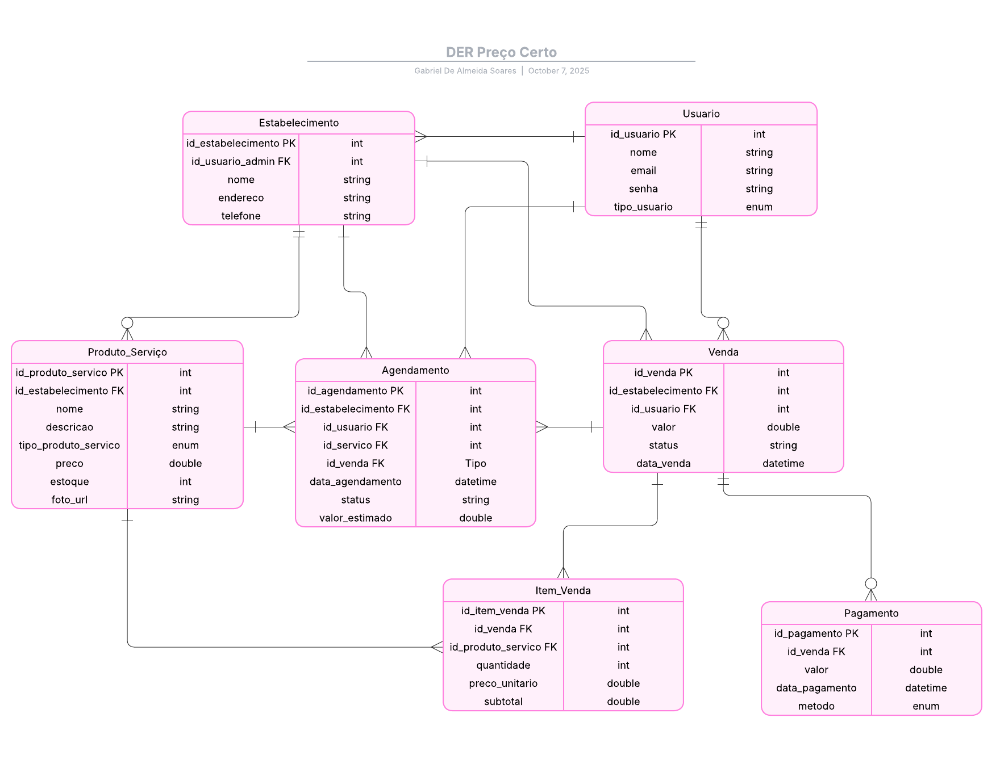 DER Preço Certo
Gabriel De Almeida Soares | October 7, 2025
Estabelecimento
id_estabelecimento PK int
id_usuario_admin FK int
nome string
endereco string
telefone string
Usuario
id_usuario PK int
nome string
email string
senha string
tipo_usuario enum
Produto_Serviço
id_produto_servico PK int
id_estabelecimento FK int
nome string
descricao string
tipo_produto_servico enum
preco double
estoque int
foto_url string
Agendamento
id_agendamento PK int
id_estabelecimento FK int
id_usuario FK int
id_servico FK int
id_venda FK Tipo
data_agendamento datetime
status string
valor_estimado double
Venda
id_venda PK int
id_estabelecimento FK int
id_usuario FK int
valor double
status string
data_venda datetime
Item_Venda
id_item_venda PK int
id_venda FK int
id_produto_servico FK int
quantidade int
preco_unitario double
subtotal double
Pagamento
id_pagamento PK int
id_venda FK int
valor double
data_pagamento datetime
metodo enum